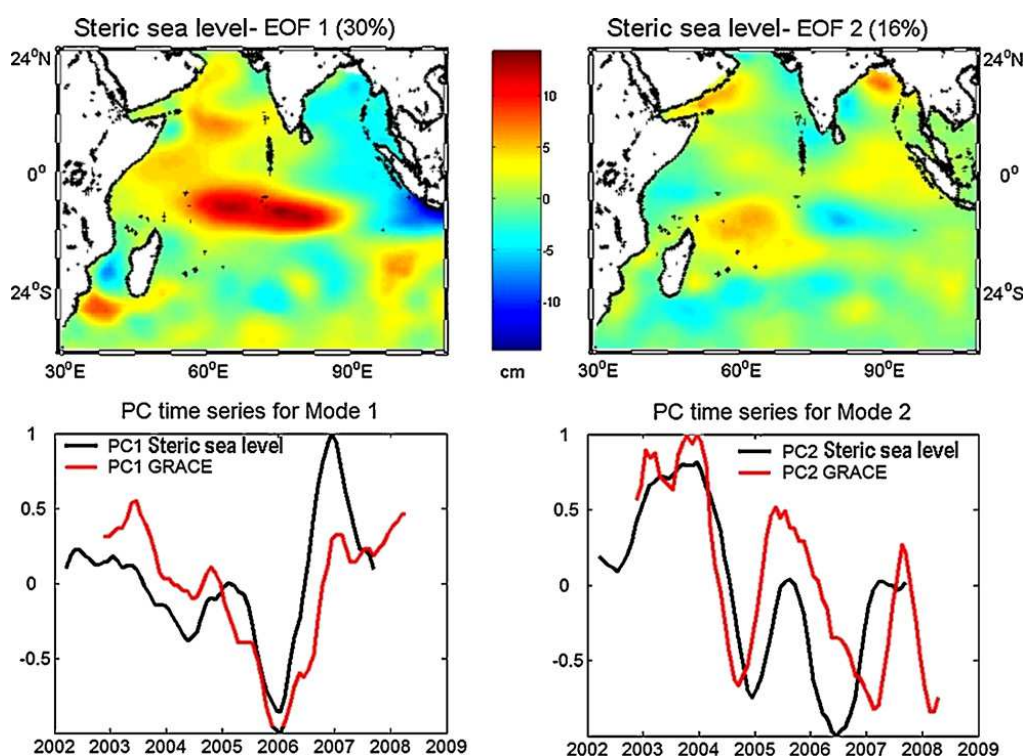 Steric sea level- EOF 1 (30%)
Steric sea level- EOF 2 (16%)
24°N
0°
24°S
30°E
60°E
90°E
10
5
0
-5
-10
cm
24°N
0°
24°S
30°E
60°E
90°E
PC time series for Mode 1
1
0.5
0
-0.5
PC1 Steric sea level
PC1 GRACE
2002 2003 2004 2005 2006 2007 2008 2009
PC time series for Mode 2
1
0.5
0
-0.5
PC2 Steric sea level
PC2 GRACE
2002 2003 2004 2005 2006 2007 2008 2009